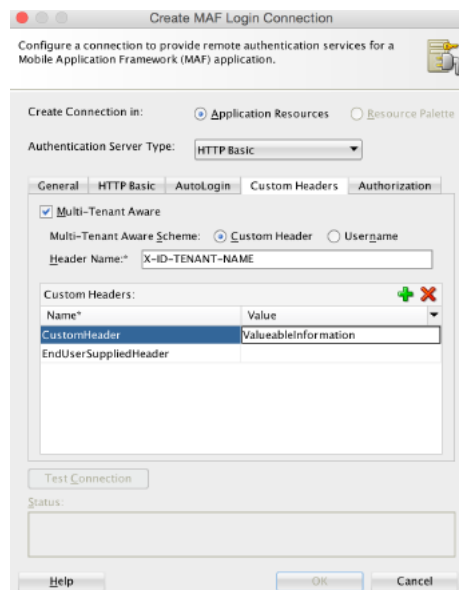 Create MAF Login Connection
Configure a connection to provide remote authentication services for a
Mobile Application Framework (MAF) application.
Create Connection in: Application Resources Resource Palette
Authentication Server Type: HTTP Basic
General HTTP Basic AutoLogin Custom Headers Authorization
Multi-Tenant Aware
Multi-Tenant Aware Scheme: Custom Header Username
Header Name:* X-ID-TENANT-NAME
Custom Headers:
Name* Value
CustomHeader ValueableInformation
EndUserSuppliedHeader
Test Connection
Status:
Help OK Cancel